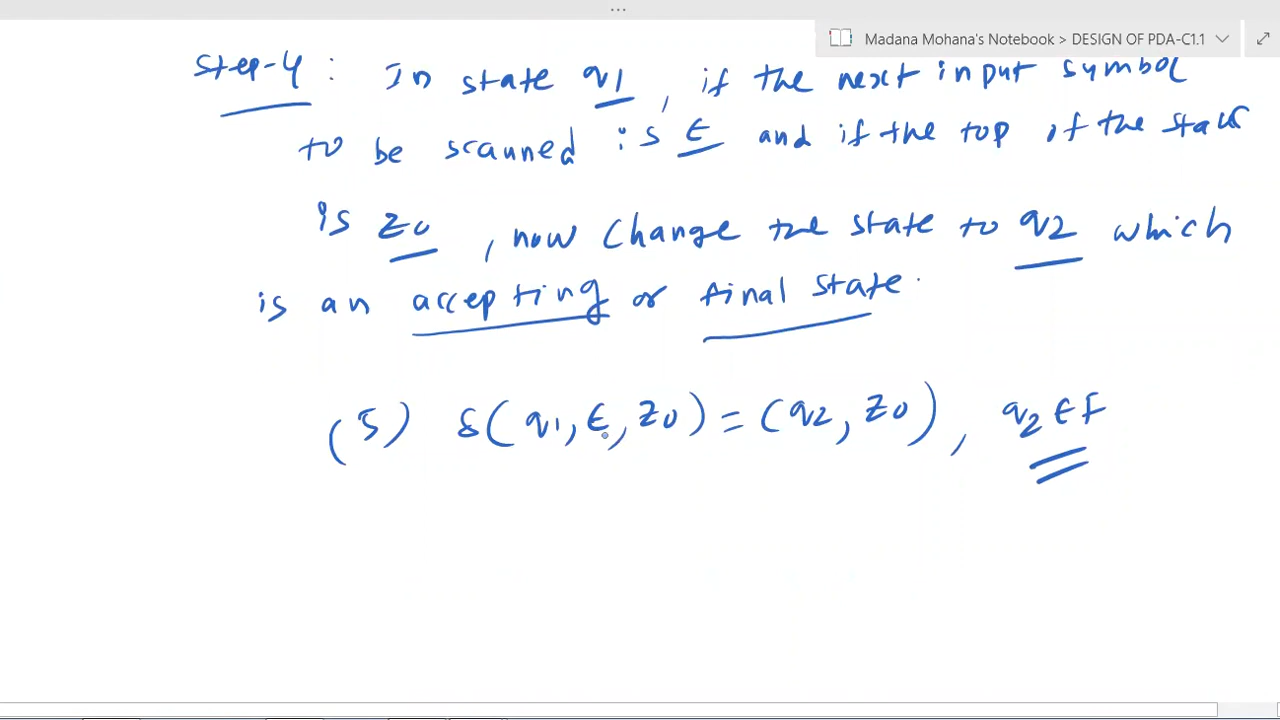 Madana Mohana's Notebook > DESIGN OF PDA-C1.1
Step-4 : In state q1, if the next input symbol
to be scanned is ε and if the top of the stack
is z0, now change the state to q2 which
is an accepting or final state.
(5) δ(q1, ε, z0) = (q2, z0), q2 ∈ F